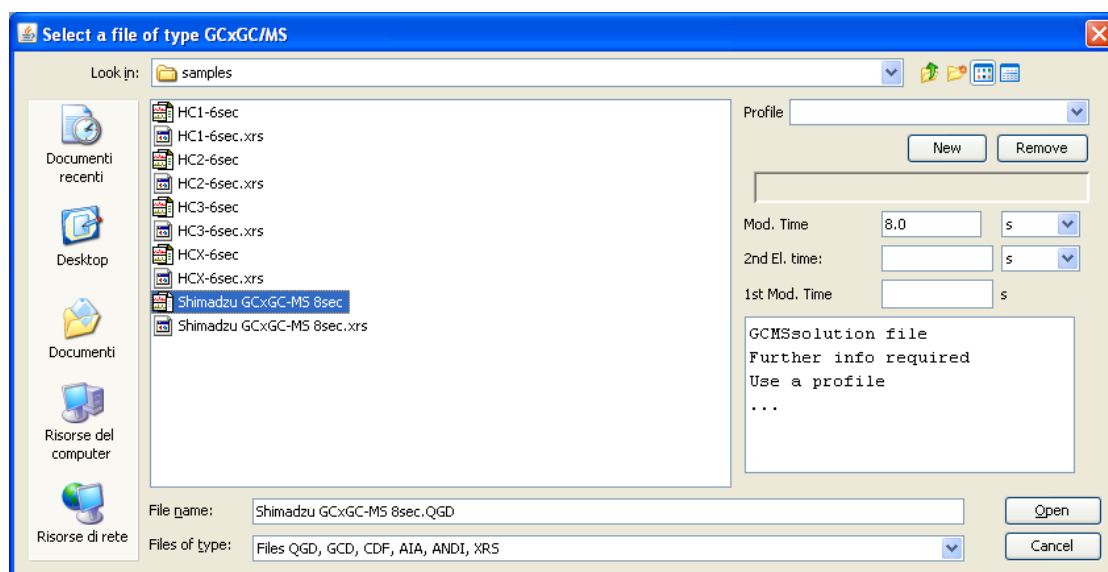 Select a file of type GCxGC/MS
Look in:
samples
Documenti
recenti
Desktop
Documenti
Risorse del
computer
Risorse di rete
HC1-6sec
HC1-6sec.xrs
HC2-6sec
HC2-6sec.xrs
HC3-6sec
HC3-6sec.xrs
HCX-6sec
HCX-6sec.xrs
Shimadzu GCxGC-MS 8sec
Shimadzu GCxGC-MS 8sec.xrs
Profile
New Remove
Mod. Time 8.0 s
2nd El. time: s
1st Mod. Time s
GCMSsolution file
Further info required
Use a profile
...
File name: Shimadzu GCxGC-MS 8sec.QGD Open
Files of type: Files QGD, GCD, CDF, AIA, ANDI, XRS Cancel